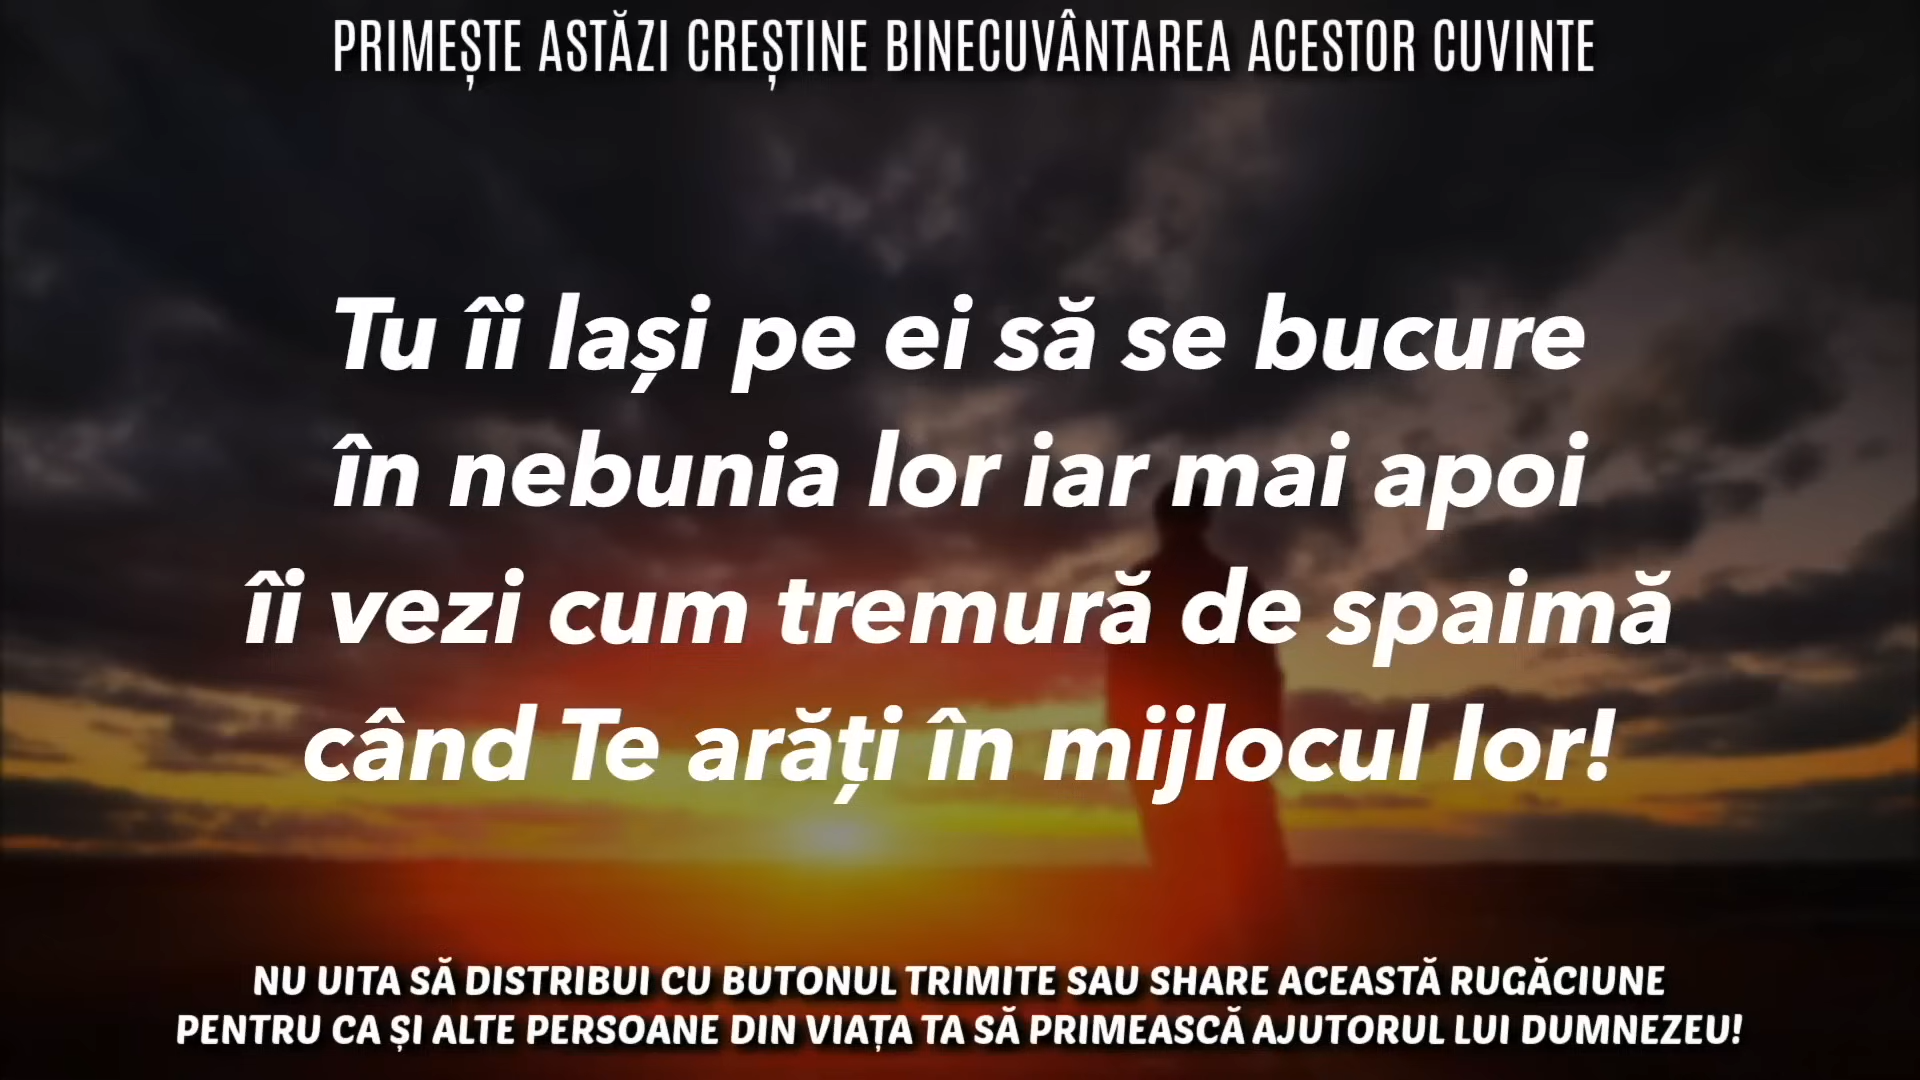 PRIMEȘTE ASTĂZI CREȘTINE BINECUVÂNTAREA ACESTOR CUVINTE
Tu îi lași pe ei să se bucure
în nebunia lor iar mai apoi
îi vezi cum tremură de spaimă
când Te arăți în mijlocul lor!
NU UITA SĂ DISTRIBUI CU BUTONUL TRIMITE SAU SHARE ACEASTĂ RUGĂCIUNE
PENTRU CA ȘI ALTE PERSOANE DIN VIAȚA TA SĂ PRIMEASCĂ AJUTORUL LUI DUMNEZEU!